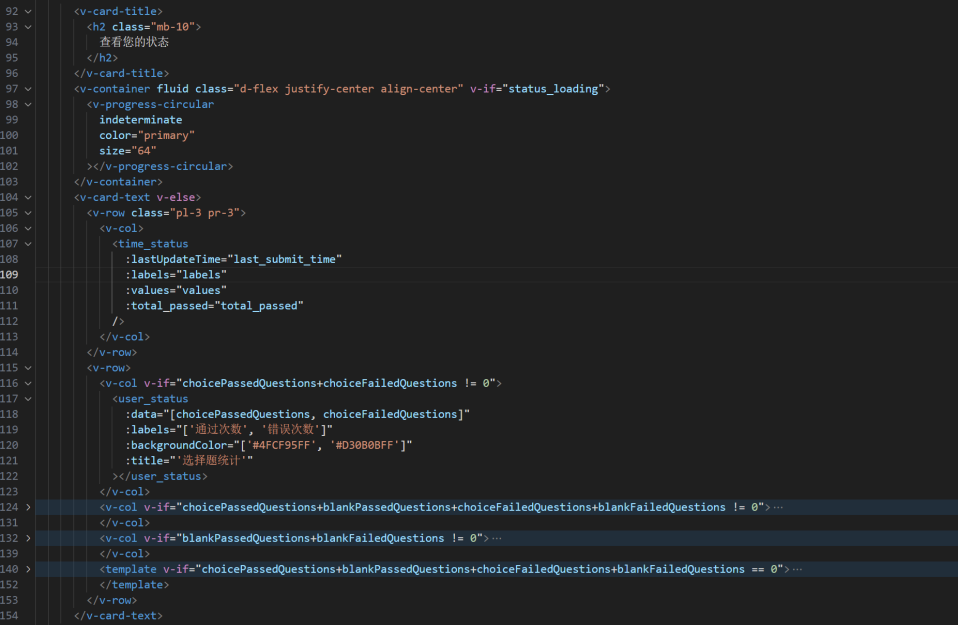 92 <v-card-title>
93 <h2 class="mb-10">
94 查看您的状态
95 </h2>
96 </v-card-title>
97 <v-container fluid class="d-flex justify-center align-center" v-if="status_loading">
98 <v-progress-circular
99 indeterminate
100 color="primary"
101 size="64"
102 ></v-progress-circular>
103 </v-container>
104 <v-card-text v-else>
105 <v-row class="pl-3 pr-3">
106 <v-col>
107 <time_status
108 :lastUpdateTime="last_submit_time"
109 :labels="labels"
110 :values="values"
111 :total_passed="total_passed"
112 />
113 </v-col>
114 </v-row>
115 <v-row>
116 <v-col v-if="choicePassedQuestions+choiceFailedQuestions != 0">
117 <user_status
118 :data="[choicePassedQuestions, choiceFailedQuestions]"
119 :labels="['通过次数', '错误次数']"
120 :backgroundColor="['#4FCF95FF', '#D30B0BFF']"
121 :title="'选择题统计'"
122 ></user_status>
123 </v-col>
124 <v-col v-if="choicePassedQuestions+blankPassedQuestions+choiceFailedQuestions+blankFailedQuestions != 0">···
131 </v-col>
132 <v-col v-if="blankPassedQuestions+blankFailedQuestions != 0">···
139 </v-col>
140 <template v-if="choicePassedQuestions+blankPassedQuestions+choiceFailedQuestions+blankFailedQuestions == 0">···
152 </template>
153 </v-row>
154 </v-card-text>